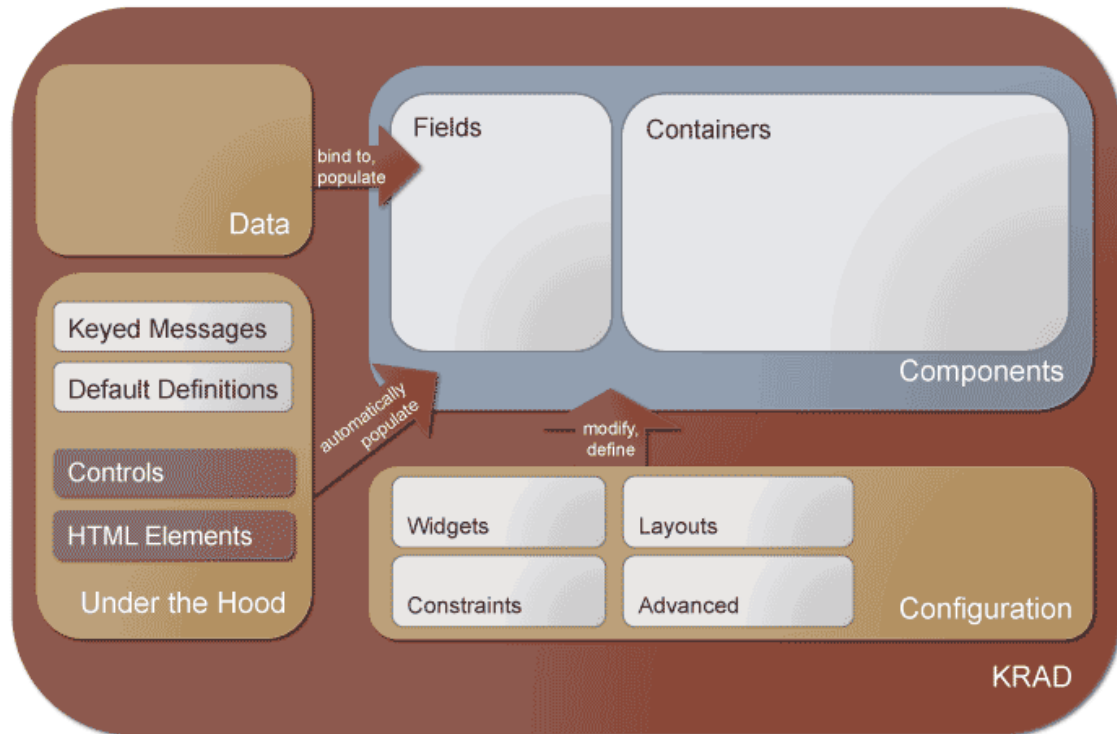 Fields
Containers
bind to,
populate
Data
Components
Keyed Messages
Default Definitions
Controls
HTML Elements
Under the Hood
automatically
populate
modify,
define
Widgets
Layouts
Constraints
Advanced
Configuration
KRAD